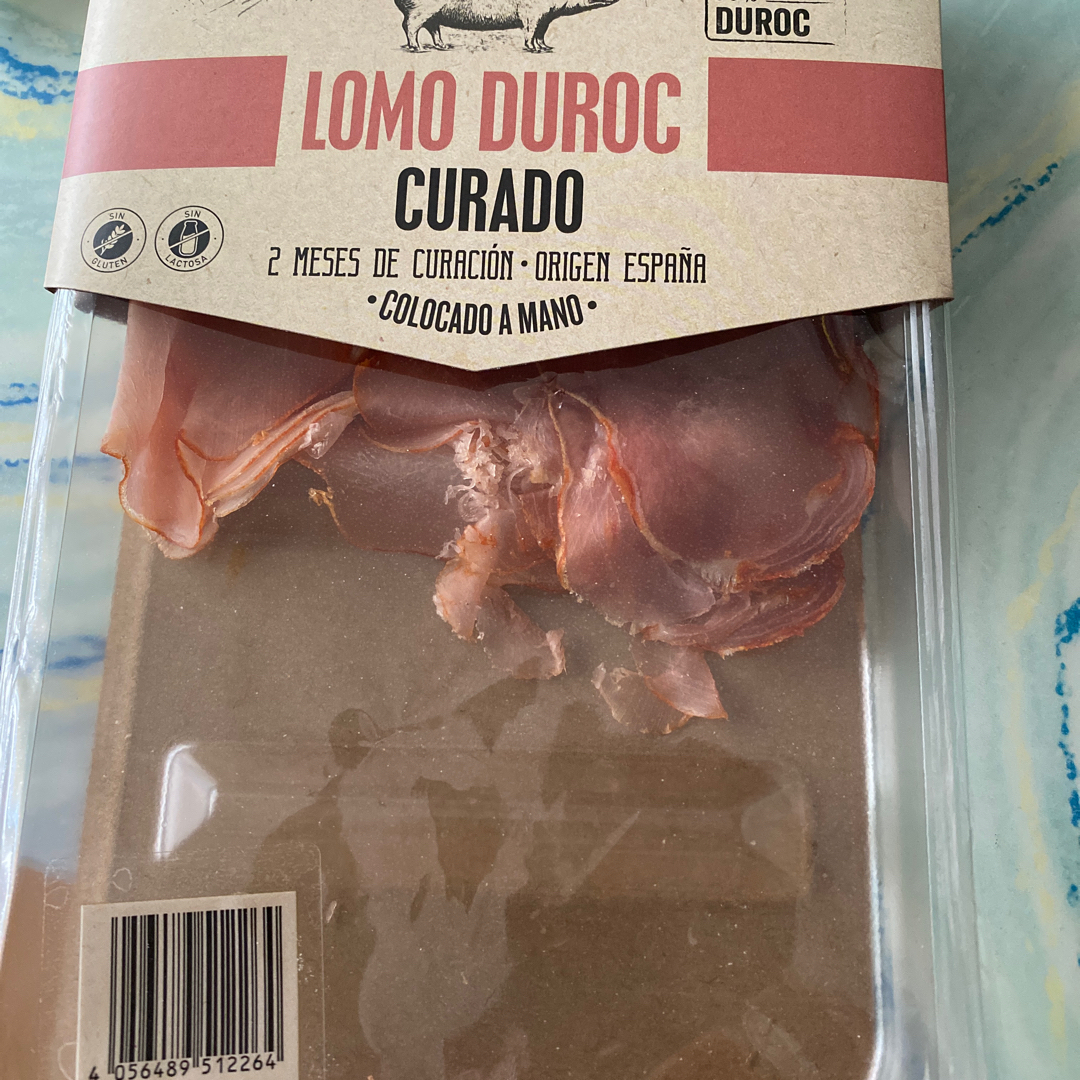 DUROC
LOMO DUROC
CURADO
SIN
GLUTEN
SIN
LACTOSA
2 MESES DE CURACIÓN · ORIGEN ESPAÑA
• COLOCADO A MANO •
4 056489 512264